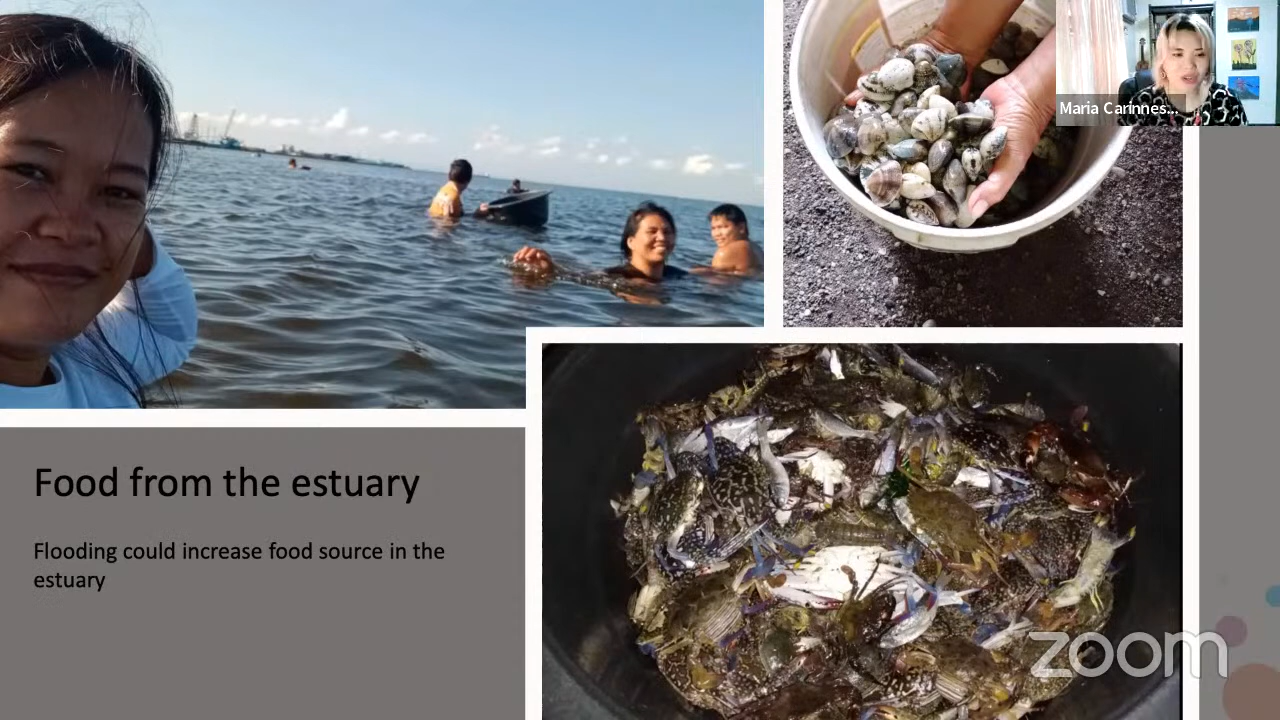 Maria Carinnes...
Food from the estuary
Flooding could increase food source in the
estuary
zoom